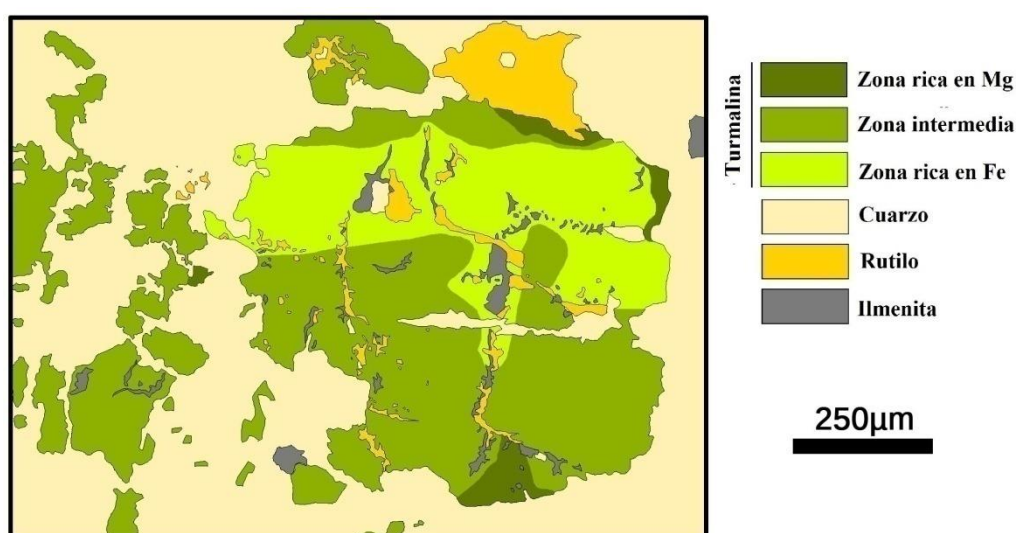 Turmalina
Zona rica en Mg
Zona intermedia
Zona rica en Fe
Cuarzo
Rutilo
Ilmenita
250µm